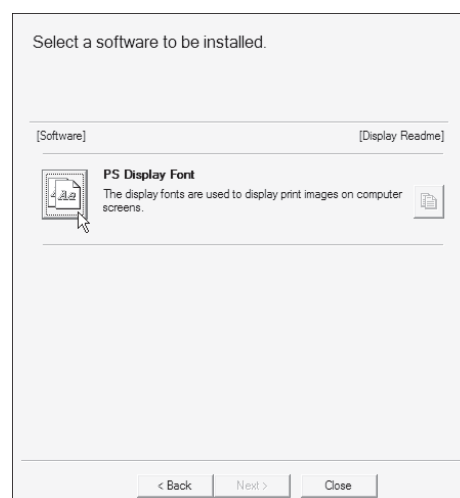 Select a software to be installed.
[Software] [Display Readme]
PS Display Font
The display fonts are used to display print images on computer
screens.
Aa
< Back Next > Close